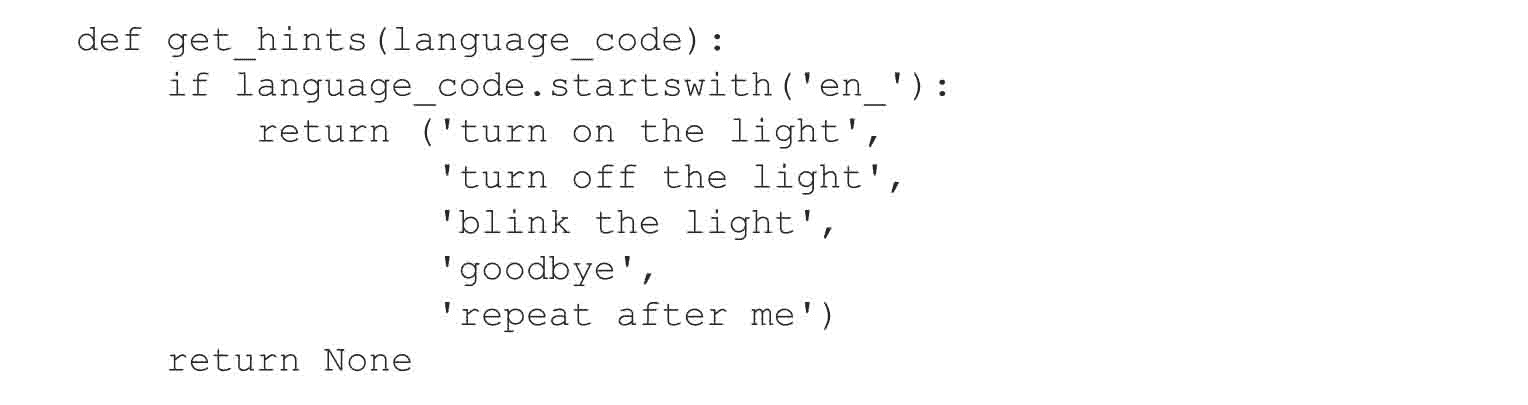 def get_hints(language_code):
    if language_code.startswith('en_'):
        return ('turn on the light',
                'turn off the light',
                'blink the light',
                'goodbye',
                'repeat after me')
    return None